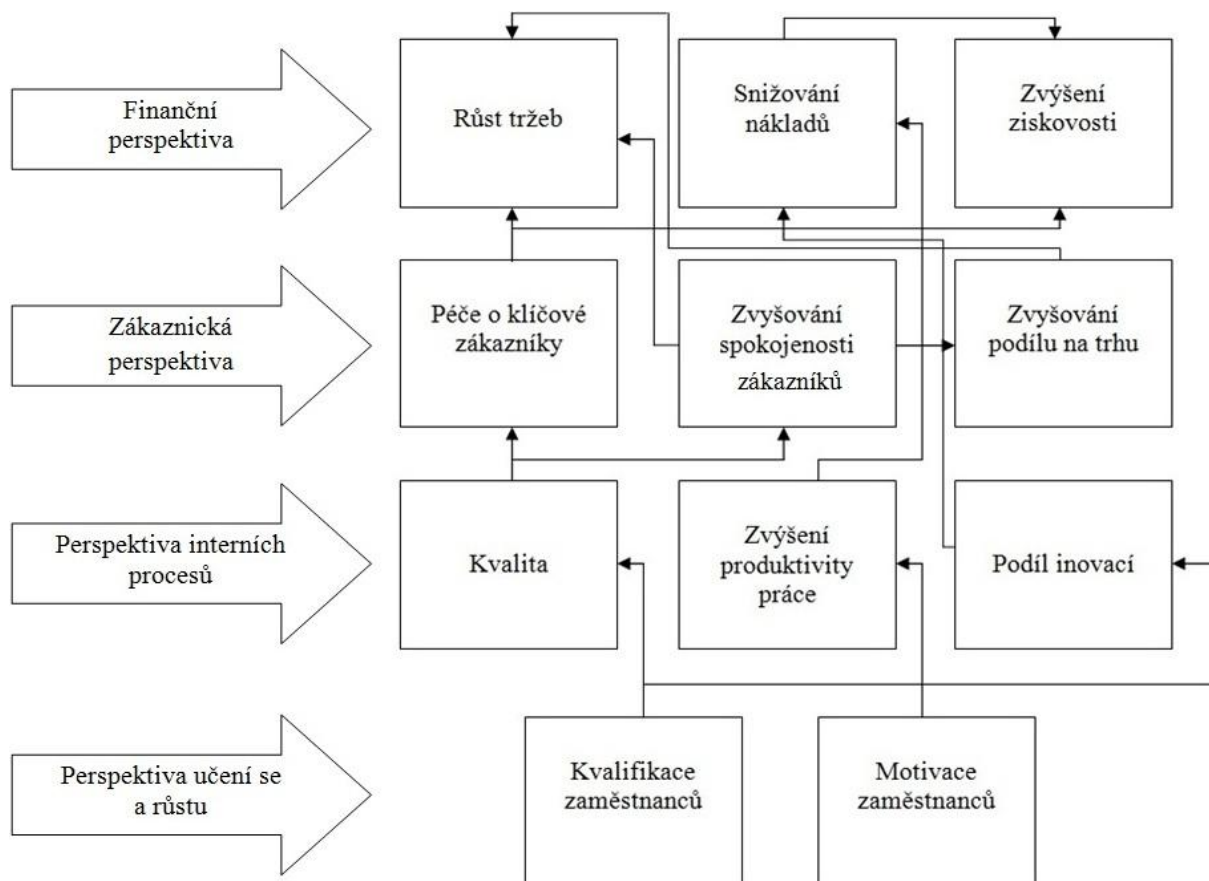 Finanční
perspektiva
Růst tržeb
Snižování
nákladů
Zvýšení
ziskovosti
Zákaznická
perspektiva
Péče o klíčové
zákazníky
Zvyšování
spokojenosti
zákazníků
Zvyšování
podílu na trhu
Perspektiva interních
procesů
Kvalita
Zvýšení
produktivity
práce
Podíl inovací
Perspektiva učení se
a růstu
Kvalifikace
zaměstnanců
Motivace
zaměstnanců